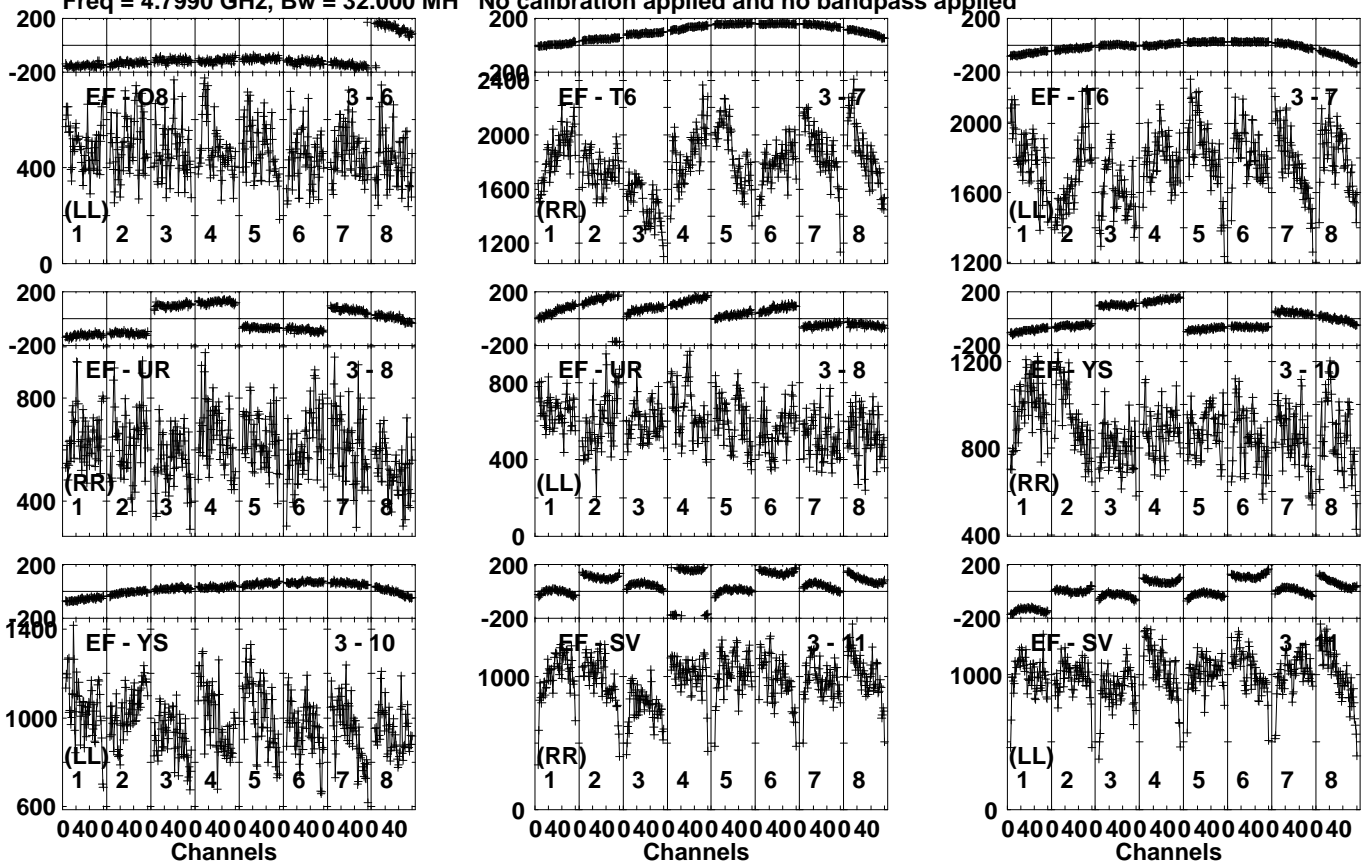 Freq = 4.7990 GHz, Bw = 32.000 MH No calibration applied and no bandpass applied
200
-200
EF - O8 3 - 6
400
(LL)
1 2 3 4 5 6 7 8
0
200
-200
2400
EF - T6 3 - 7
2000
1600
(RR)
1 2 3 4 5 6 7 8
1200
200
-200
EF - T6 3 - 7
2000
1600
(LL)
1 2 3 4 5 6 7 8
1200
200
-200
EF - UR 3 - 8
800
(RR)
400
1 2 3 4 5 6 7 8
200
-200
EF - UR 3 - 8
800
400
(LL)
1 2 3 4 5 6 7 8
0
200
-200
1200
EF - YS 3 - 10
800
(RR)
1 2 3 4 5 6 7 8
400
200
-200
1400
EF - YS 3 - 10
1000
(LL)
1 2 3 4 5 6 7 8
600
0 40 0 40 0 40 0 40 0 40 0 40 0 40 0 40
Channels
200
-200
EF - SV 3 - 11
1000
(RR)
1 2 3 4 5 6 7 8
0
0 40 0 40 0 40 0 40 0 40 0 40 0 40 0 40
Channels
200
-200
EF - SV 3 - 11
1000
(LL)
1 2 3 4 5 6 7 8
0
0 40 0 40 0 40 0 40 0 40 0 40 0 40 0 40
Channels